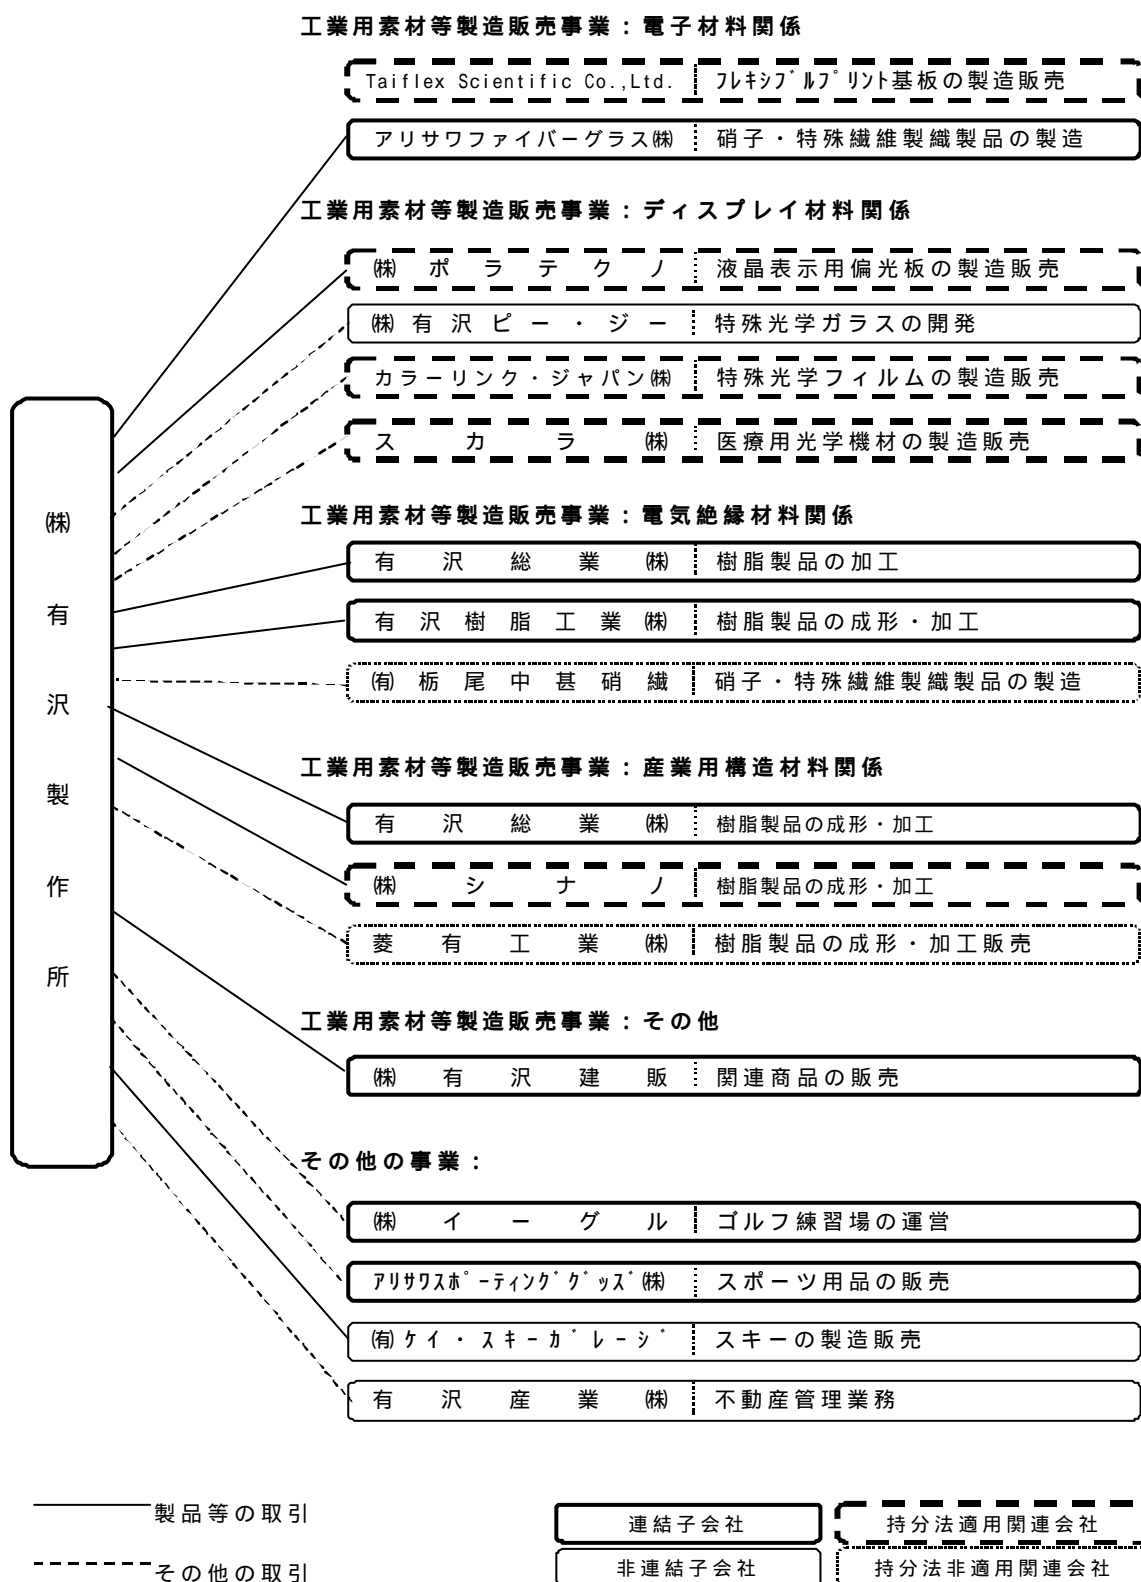 工業用素材等製造販売事業：電子材料関係
Taiflex Scientific Co.,Ltd. ﾌﾚｷｼﾌﾞﾙﾌﾟﾘﾝﾄ基板の製造販売
アリサワファイバーグラス㈱ 硝子・特殊繊維製織製品の製造
工業用素材等製造販売事業：ディスプレイ材料関係
㈱ポラテクノ 液晶表示用偏光板の製造販売
㈱有沢ピー・ジー 特殊光学ガラスの開発
カラーリンク・ジャパン㈱ 特殊光学フィルムの製造販売
スカラ㈱ 医療用光学機材の製造販売
㈱有沢製作所
工業用素材等製造販売事業：電気絶縁材料関係
有沢総業㈱ 樹脂製品の加工
有沢樹脂工業㈱ 樹脂製品の成形・加工
㈲栃尾中甚硝繊 硝子・特殊繊維製織製品の製造
工業用素材等製造販売事業：産業用構造材料関係
有沢総業㈱ 樹脂製品の成形・加工
㈱シナノ 樹脂製品の成形・加工
菱有工業㈱ 樹脂製品の成形・加工販売
工業用素材等製造販売事業：その他
㈱有沢建販 関連商品の販売
その他の事業：
㈱イーグル ゴルフ練習場の運営
ｱﾘｻﾜｽﾎﾟｰﾃｨﾝｸﾞｸﾞｯｽﾞ㈱ スポーツ用品の販売
㈲ｹｲ・ｽｷｰｶﾞﾚｰｼﾞ スキーの製造販売
有沢産業㈱ 不動産管理業務
製品等の取引
連結子会社 持分法適用関連会社
その他の取引
非連結子会社 持分法非適用関連会社